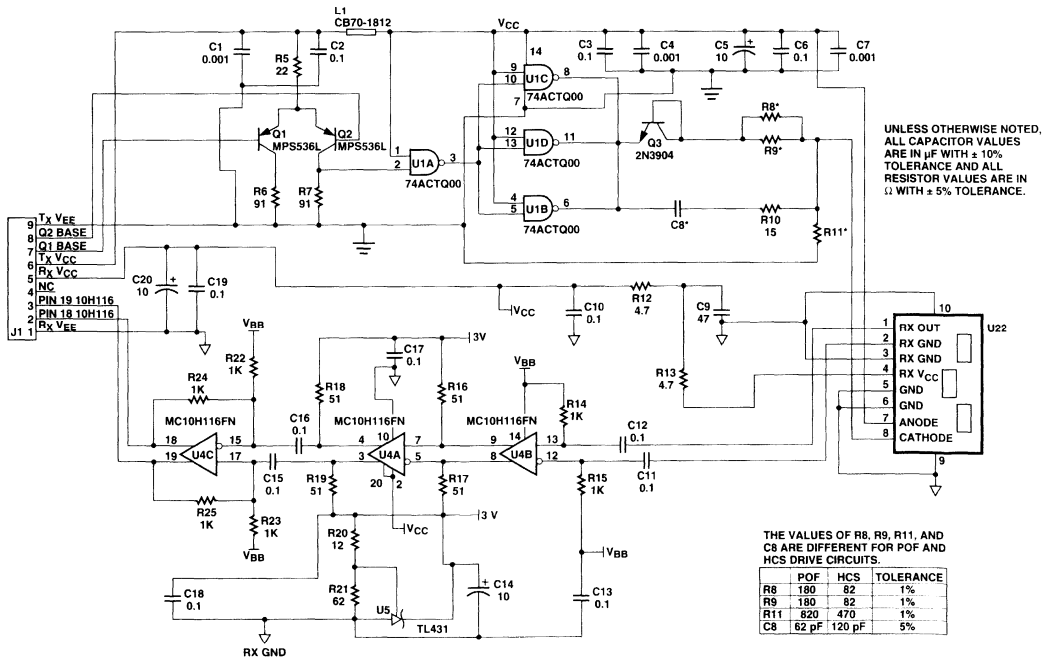 L1
CB70-1812
VCC
C1
0.001
C2
0.1
R5
22
14
9
10
U1C
8
7
74ACTQ00
C3
0.1
C4
0.001
C5
10
+
C6
0.1
C7
0.001
Q1
MPS536L
Q2
MPS536L
1
2
U1A
3
74ACTQ00
12
13
U1D
11
74ACTQ00
Q3
2N3904
R8*
R9*
UNLESS OTHERWISE NOTED,
ALL CAPACITOR VALUES
ARE IN µF WITH ± 10%
TOLERANCE AND ALL
RESISTOR VALUES ARE IN
Ω WITH ± 5% TOLERANCE.
R6
91
R7
91
4
5
U1B
6
74ACTQ00
C8*
R10
15
R11*
9 TX VEE
8 Q2 BASE
7 Q1 BASE
6 TX VCC
5 RX VCC
4 NC
3 PIN 19 10H116
2 PIN 18 10H116
J1 1 RX VEE
C20
10
+
C19
0.1
VCC
C10
0.1
R12
4.7
C9
47
R13
4.7
10
U22
1 RX OUT
2 RX GND
3 RX GND
4 RX VCC
5 GND
6 GND
7 ANODE
8 CATHODE
9
VBB
R22
1K
R24
1K
MC10H116FN
18
19
U4C
15
17
R25
1K
R23
1K
VBB
C16
0.1
C15
0.1
R18
51
R19
51
C17
0.1
3V
R16
51
MC10H116FN
10
4
3
U4A
7
5
20
2
VCC
R17
51
3 V
VBB
MC10H116FN
14
9
8
U4B
13
12
R14
1K
R15
1K
C12
0.1
C11
0.1
VBB
C13
0.1
R20
12
R21
62
U5
TL431
+
C14
10
C18
0.1
RX GND
THE VALUES OF R8, R9, R11, AND
C8 ARE DIFFERENT FOR POF AND
HCS DRIVE CIRCUITS.
POF HCS TOLERANCE
R8 180 82 1%
R9 180 82 1%
R11 820 470 1%
C8 62 pF 120 pF 5%